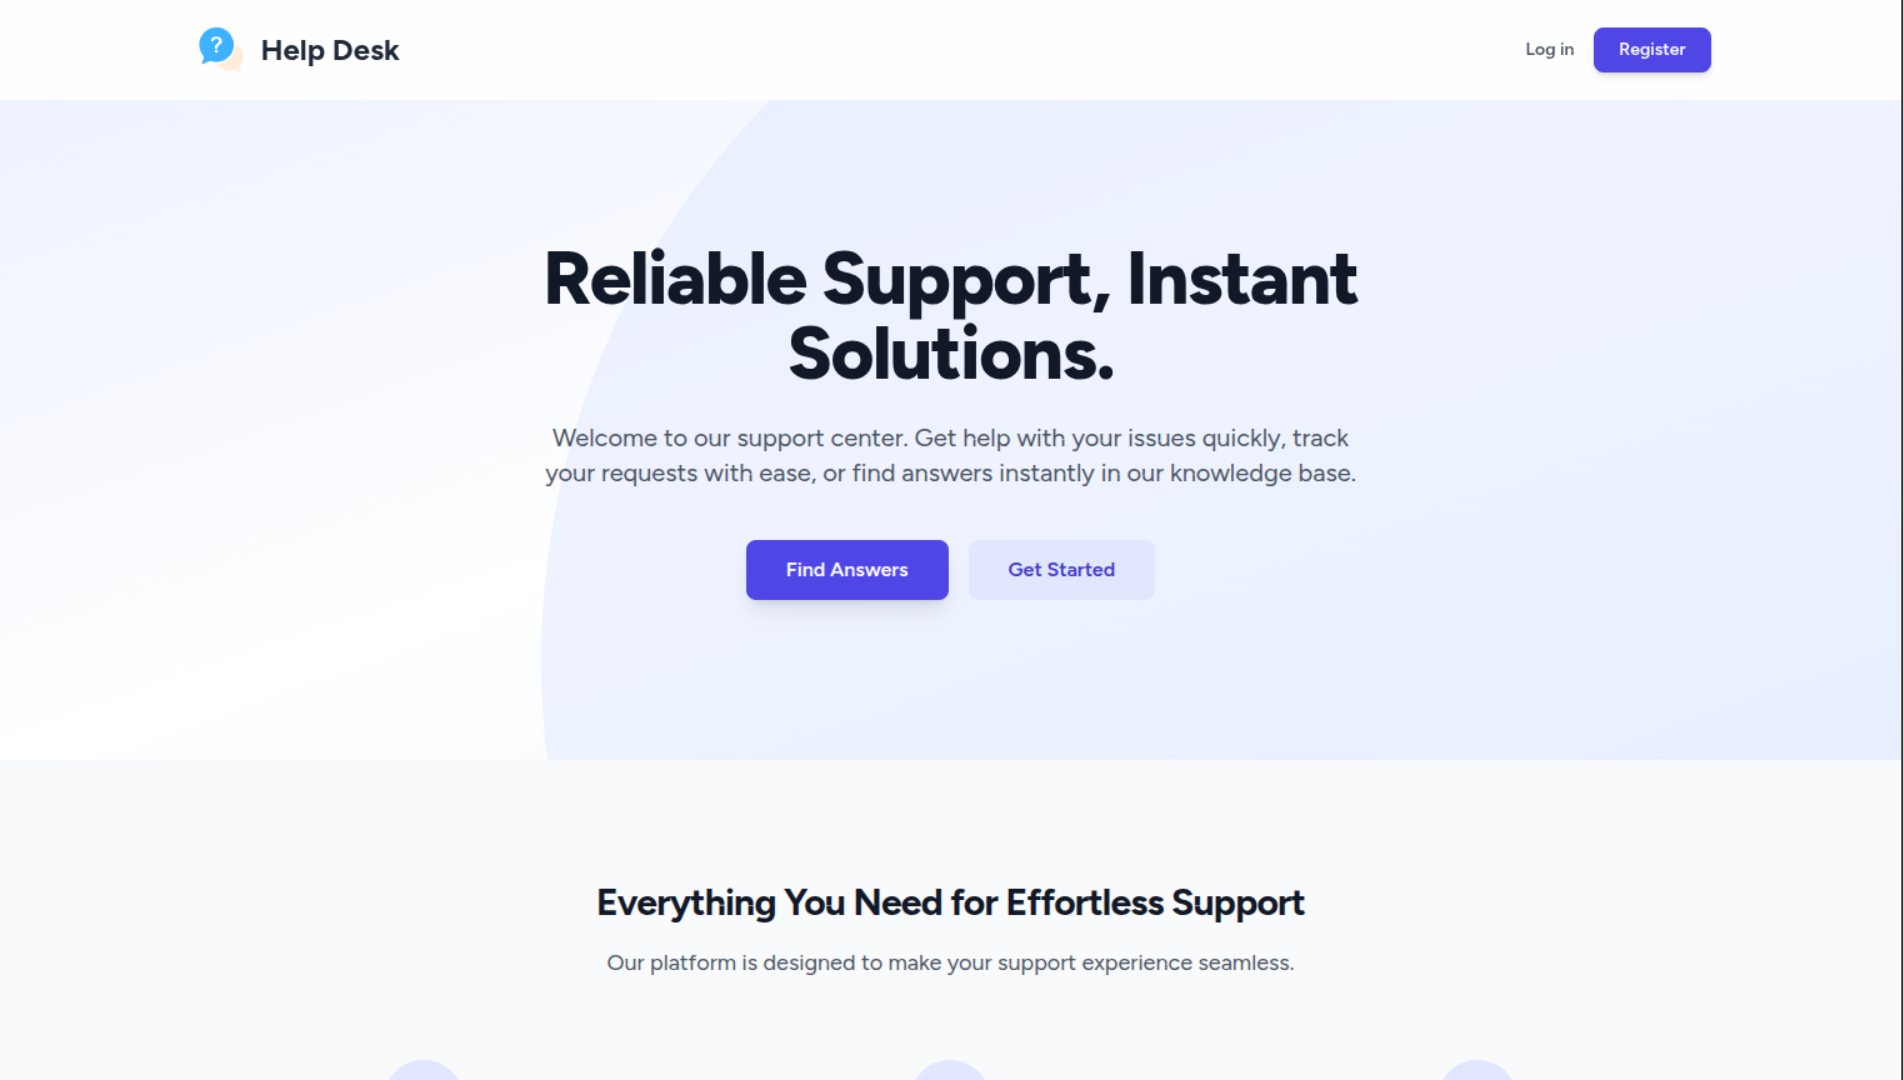 ?
Help Desk
Log in
Register
Reliable Support, Instant
Solutions.
Welcome to our support center. Get help with your issues quickly, track
your requests with ease, or find answers instantly in our knowledge base.
Find Answers
Get Started
Everything You Need for Effortless Support
Our platform is designed to make your support experience seamless.